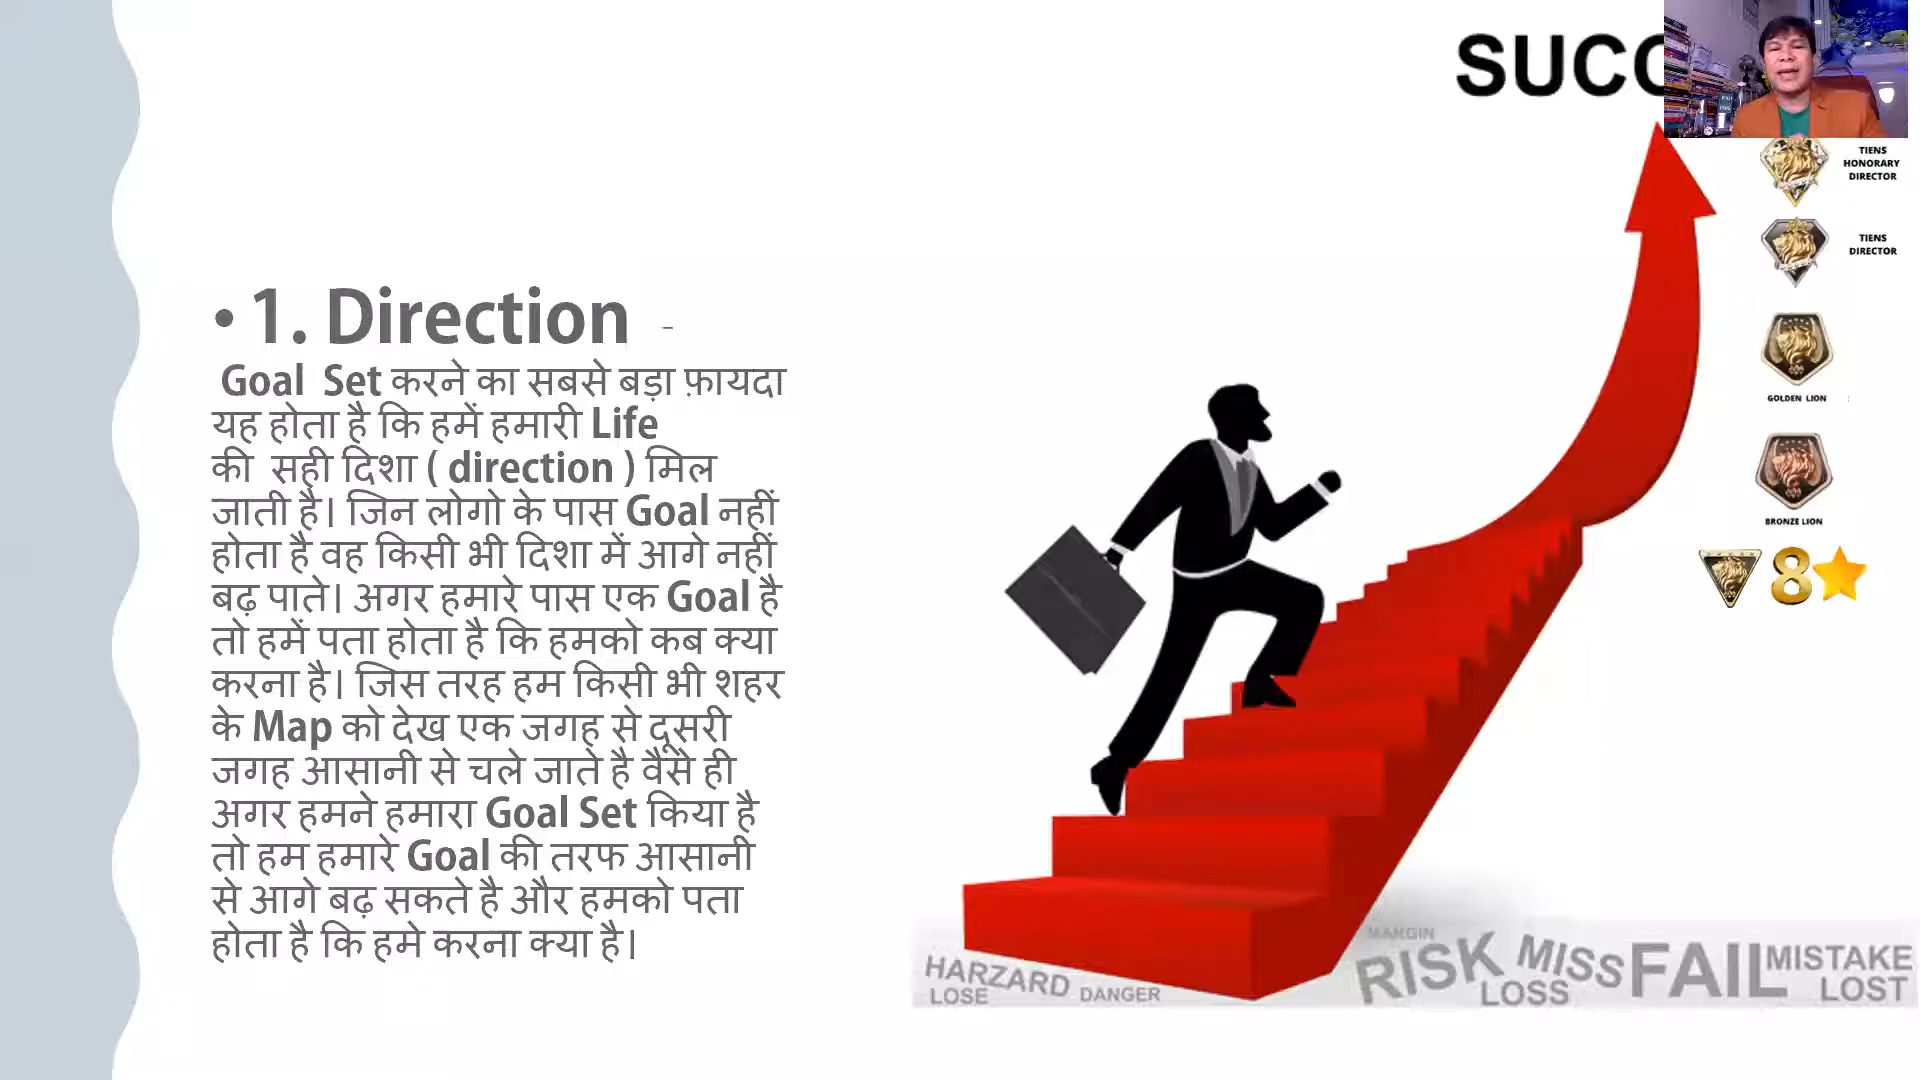 SUCC
TIENS
HONORARY
DIRECTOR
TIENS
DIRECTOR
GOLDEN LION
BRONZE LION
8
• 1. Direction -
Goal Set करने का सबसे बड़ा फ़ायदा
यह होता है कि हमें हमारी Life
की सही दिशा ( direction ) मिल
जाती है। जिन लोगो के पास Goal नहीं
होता है वह किसी भी दिशा में आगे नहीं
बढ़ पाते। अगर हमारे पास एक Goal है
तो हमें पता होता है कि हमको कब क्या
करना है। जिस तरह हम किसी भी शहर
के Map को देख एक जगह से दूसरी
जगह आसानी से चले जाते है वैसे ही
अगर हमने हमारा Goal Set किया है
तो हम हमारे Goal की तरफ आसानी
से आगे बढ़ सकते है और हमको पता
होता है कि हमे करना क्या है।
HARZARD
LOSE
DANGER
MARGIN
RISK
MISS
LOSS
FAIL
MISTAKE
LOST